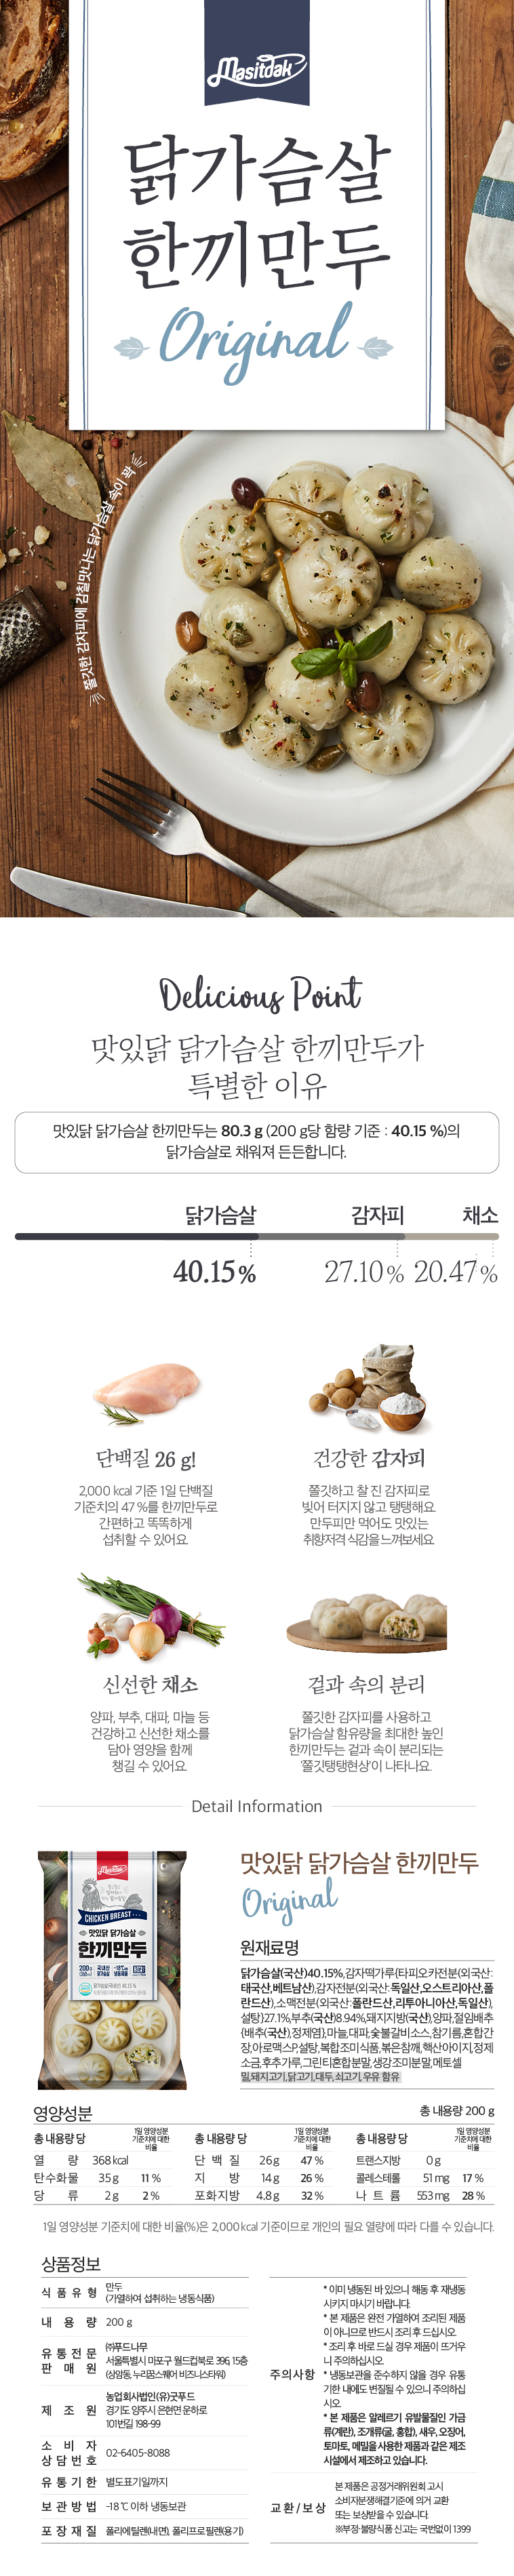 Masitdak
닭가슴살
한끼만두
Original
쫄깃한 감자피에 감칠맛나는 닭가슴살 속이 꽉
Delicious Point
맛있닭 닭가슴살 한끼만두가
특별한 이유
맛있닭 닭가슴살 한끼만두는 80.3 g (200 g당 함량 기준 : 40.15 %)의
닭가슴살로 채워져 든든합니다.
닭가슴살 감자피 채소
40.15 % 27.10 % 20.47 %
단백질 26 g!
2,000 kcal 기준 1일 단백질
기준치의 47 %를 한끼만두로
간편하고 똑똑하게
섭취할 수 있어요.
건강한 감자피
쫄깃하고 찰 진 감자피로
빚어 터지지 않고 탱탱해요.
만두피만 먹어도 맛있는
취향저격 식감을 느껴보세요.
신선한 채소
양파, 부추, 대파, 마늘 등
건강하고 신선한 채소를
담아 영양을 함께
챙길 수 있어요.
겉과 속의 분리
쫄깃한 감자피를 사용하고
닭가슴살 함유량을 최대한 높인
한끼만두는 겉과 속이 분리되는
'쫄깃탱탱현상'이 나타나요.
Detail Information
Masitdak
CHICKEN BREAST
맛있닭 닭가슴살
한끼만두
200 g
맛있닭 닭가슴살 한끼만두
Original
원재료명
닭가슴살(국산)40.15%,감자떡가루{타피오카전분(외국산:
태국산,베트남산),감자전분(외국산:독일산,오스트리아산,폴
란드산),소맥전분(외국산:폴란드산,리투아니아산,독일산),
설탕}27.1%,부추(국산)8.94%,돼지지방(국산),양파,절임배추
{배추(국산),정제염},마늘,대파,숯불갈비소스,참기름,혼합간
장,아로맥스P,설탕,복합조미식품,볶은참깨,핵산아이지,정제
소금,후추가루,그린티혼합분말,생강조미분말,메토셀
밀,돼지고기,닭고기,대두,쇠고기,우유 함유
영양성분
총 내용량 200 g
총 내용량 당 1일 영양성분 기준치에 대한 비율
열 량 368 kcal
탄수화물 35 g 11 %
당 류 2 g 2 %
총 내용량 당 1일 영양성분 기준치에 대한 비율
단 백 질 26 g 47 %
지 방 14 g 26 %
포화지방 4.8 g 32 %
총 내용량 당 1일 영양성분 기준치에 대한 비율
트랜스지방 0 g
콜레스테롤 51 mg 17 %
나 트 륨 553 mg 28 %
1일 영양성분 기준치에 대한 비율(%)은 2,000 kcal 기준이므로 개인의 필요 열량에 따라 다를 수 있습니다.
상품정보
식 품 유 형 만두
(가열하여 섭취하는 냉동식품)
내 용 량 200 g
유 통 전 문 판 매 원 ㈜푸드나무
서울특별시 마포구 월드컵북로 396, 15층
(상암동, 누리꿈스퀘어 비즈니스타워)
제 조 원 농업회사법인(유)굿푸드
경기도 양주시 은현면 운하로
101번길 198-99
소 비 자 상 담 번 호 02-6405-8088
유 통 기 한 별도표기일까지
보 관 방 법 -18 ℃ 이하 냉동보관
포 장 재 질 폴리에틸렌(내면), 폴리프로필렌(용기)
주의사항
* 이미 냉동된 바 있으니 해동 후 재냉동
시키지 마시기 바랍니다.
* 본 제품은 완전 가열하여 조리된 제품
이 아니므로 반드시 조리 후 드십시오.
* 조리 후 바로 드실 경우 제품이 뜨거우
니 주의하십시오.
* 냉동보관을 준수하지 않을 경우 유통
기한 내에도 변질될 수 있으니 주의하십
시오.
* 본 제품은 알레르기 유발물질인 가금
류(계란), 조개류(굴, 홍합), 새우, 오징어,
토마토, 메밀을 사용한 제품과 같은 제조
시설에서 제조하고 있습니다.
교환/보상
본 제품은 공정거래위원회 고시
소비자분쟁해결기준에 의거 교환
또는 보상받을 수 있습니다.
※부정·불량식품 신고는 국번없이 1399